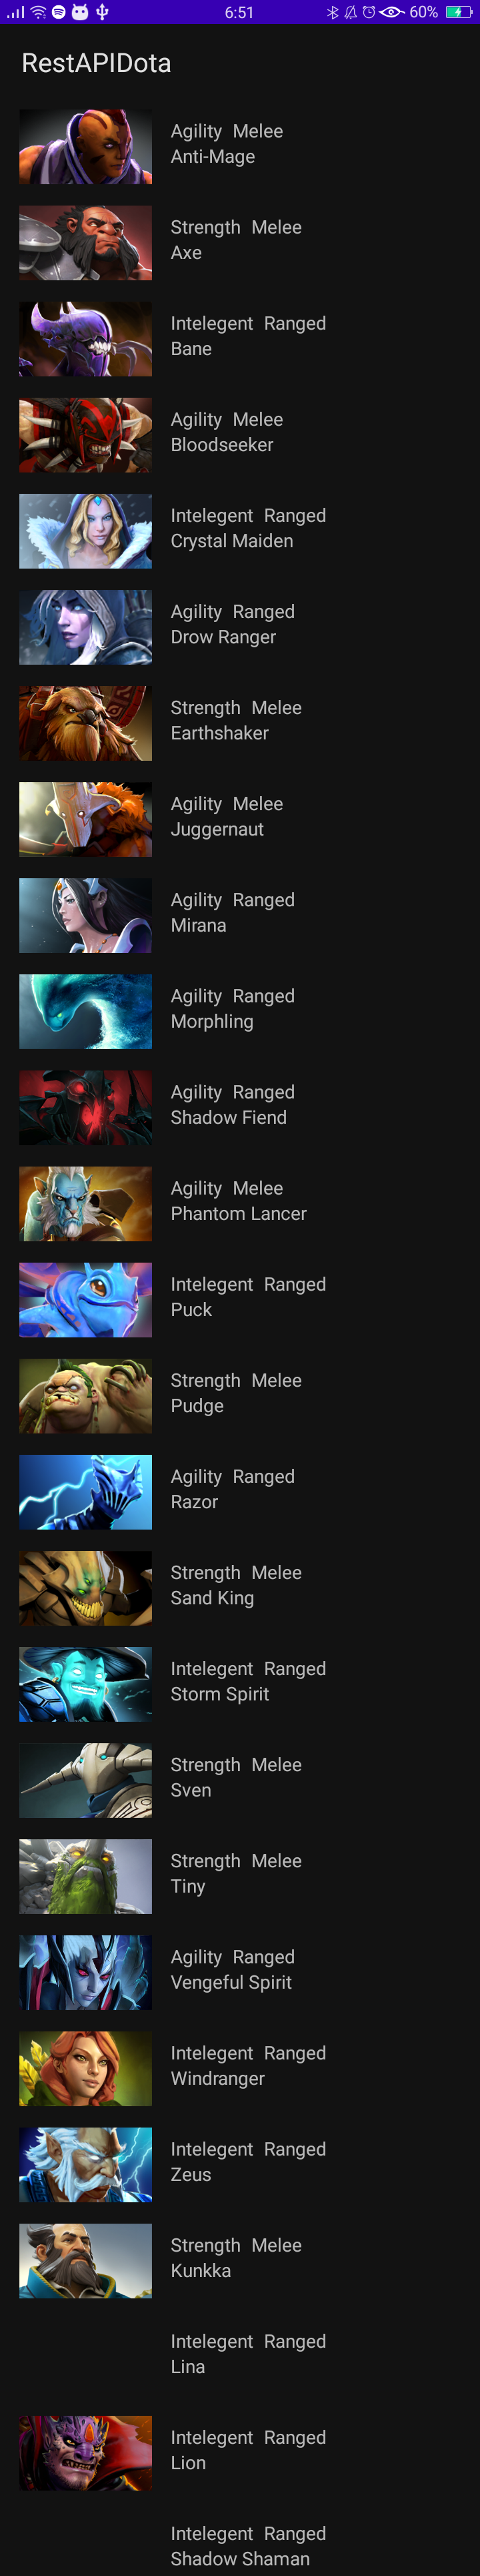 6:51 60%
RestAPIDota
Agility Melee
Anti-Mage
Strength Melee
Axe
Intelegent Ranged
Bane
Agility Melee
Bloodseeker
Intelegent Ranged
Crystal Maiden
Agility Ranged
Drow Ranger
Strength Melee
Earthshaker
Agility Melee
Juggernaut
Agility Ranged
Mirana
Agility Ranged
Morphling
Agility Ranged
Shadow Fiend
Agility Melee
Phantom Lancer
Intelegent Ranged
Puck
Strength Melee
Pudge
Agility Ranged
Razor
Strength Melee
Sand King
Intelegent Ranged
Storm Spirit
Strength Melee
Sven
Strength Melee
Tiny
Agility Ranged
Vengeful Spirit
Intelegent Ranged
Windranger
Intelegent Ranged
Zeus
Strength Melee
Kunkka
Intelegent Ranged
Lina
Intelegent Ranged
Lion
Intelegent Ranged
Shadow Shaman